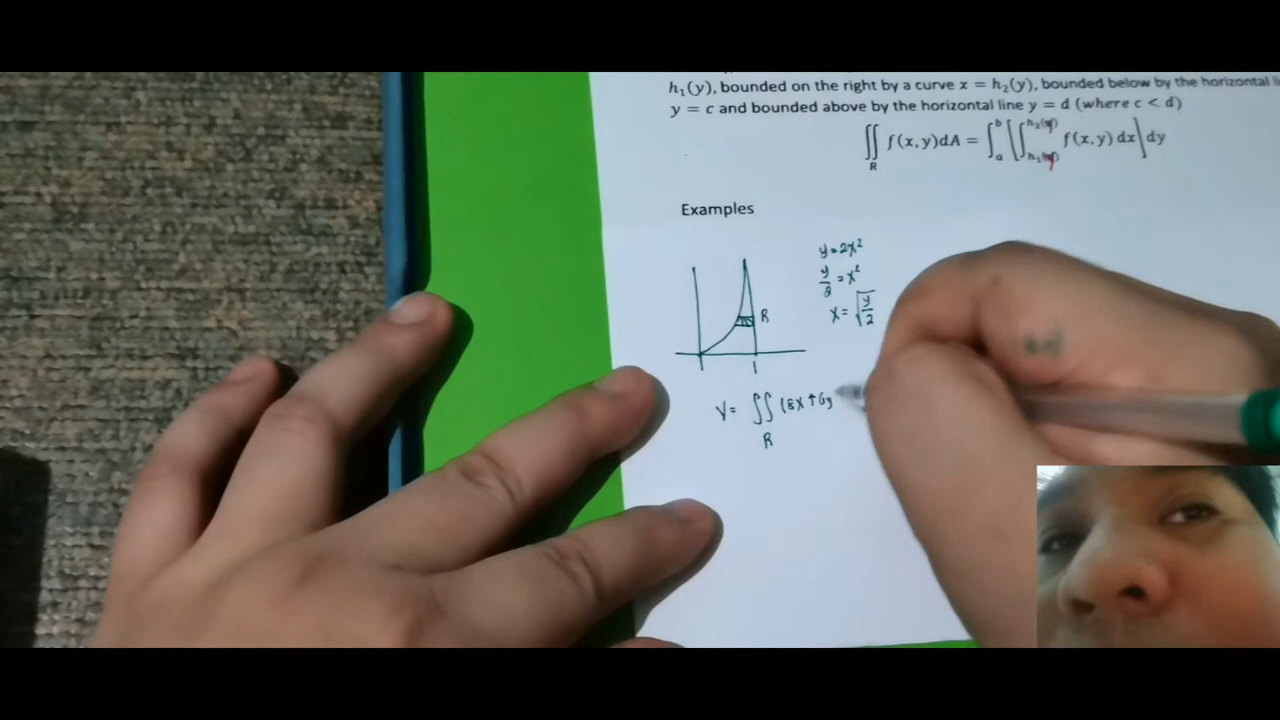 h₁(y), bounded on the right by a curve x = h₂(y), bounded below by the horizontal
y = c and bounded above by the horizontal line y = d (where c < d)
∬ f(x,y)dA = ∫ₐᵇ [∫ f(x,y) dx] dy
R
Examples
y=2x²
y/2 = x²
x = √(y/2)
R
1
V= ∬ (8x+6y
R